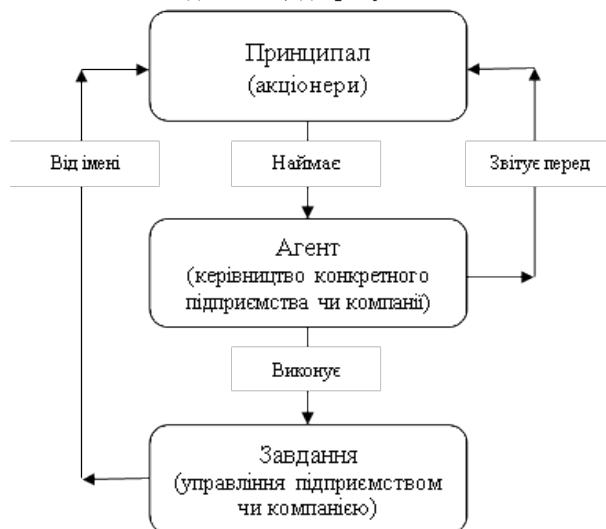 Принципал
(акціонери)
Від імені
Наймає
Звітує перед
Агент
(керівництво конкретного
підприємства чи компанії)
Виконує
Завдання
(управління підприємством
чи компанією)